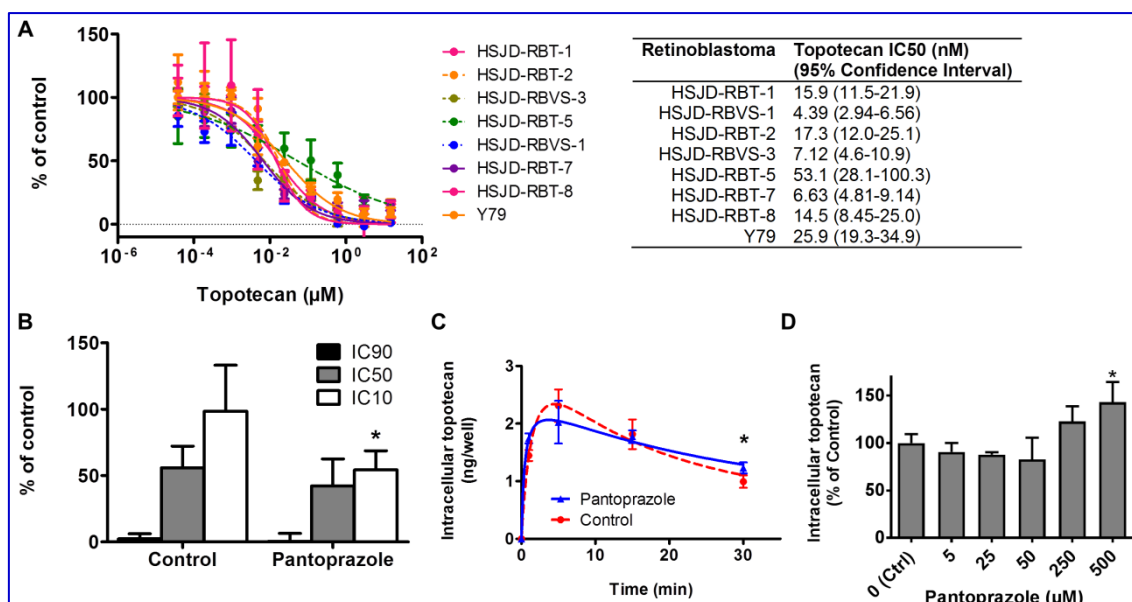 A
150
100
50
0
% of control
10-6
10-4
10-2
100
102
Topotecan (µM)
HSJD-RBT-1
HSJD-RBT-2
HSJD-RBVS-3
HSJD-RBT-5
HSJD-RBVS-1
HSJD-RBT-7
HSJD-RBT-8
Y79
Retinoblastoma Topotecan IC50 (nM)
(95% Confidence Interval)
HSJD-RBT-1 15.9 (11.5-21.9)
HSJD-RBVS-1 4.39 (2.94-6.56)
HSJD-RBT-2 17.3 (12.0-25.1)
HSJD-RBVS-3 7.12 (4.6-10.9)
HSJD-RBT-5 53.1 (28.1-100.3)
HSJD-RBT-7 6.63 (4.81-9.14)
HSJD-RBT-8 14.5 (8.45-25.0)
Y79 25.9 (19.3-34.9)
B
150
100
50
0
% of control
IC90
IC50
IC10
*
Control Pantoprazole
C
3
2
1
0
Intracellular topotecan
(ng/well)
*
Pantoprazole
Control
0 10 20 30
Time (min)
D
150
100
50
0
Intracellular topotecan
(% of Control)
*
0 (Ctrl) 5 25 50 250 500
Pantoprazole (µM)